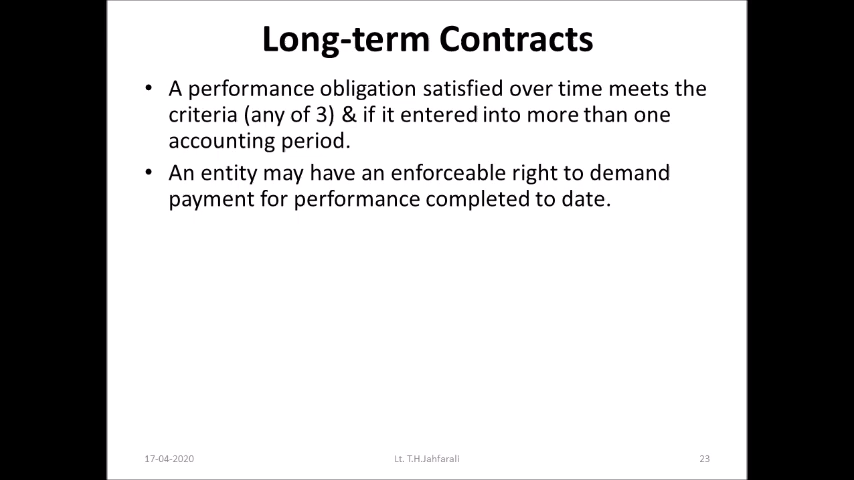 Long-term Contracts
• A performance obligation satisfied over time meets the
criteria (any of 3) & if it entered into more than one
accounting period.
• An entity may have an enforceable right to demand
payment for performance completed to date.
17-04-2020
Lt. T.H.Jahfarali
23